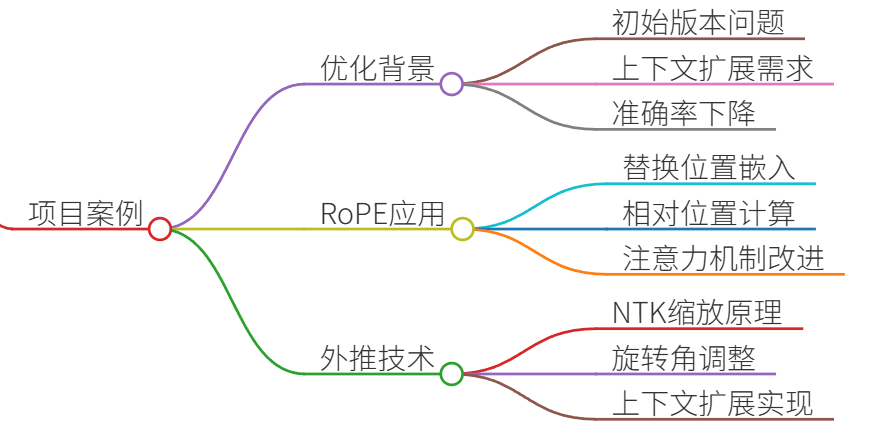 项目案例
优化背景
初始版本问题
上下文扩展需求
准确率下降
RoPE应用
替换位置嵌入
相对位置计算
注意力机制改进
外推技术
NTK缩放原理
旋转角调整
上下文扩展实现